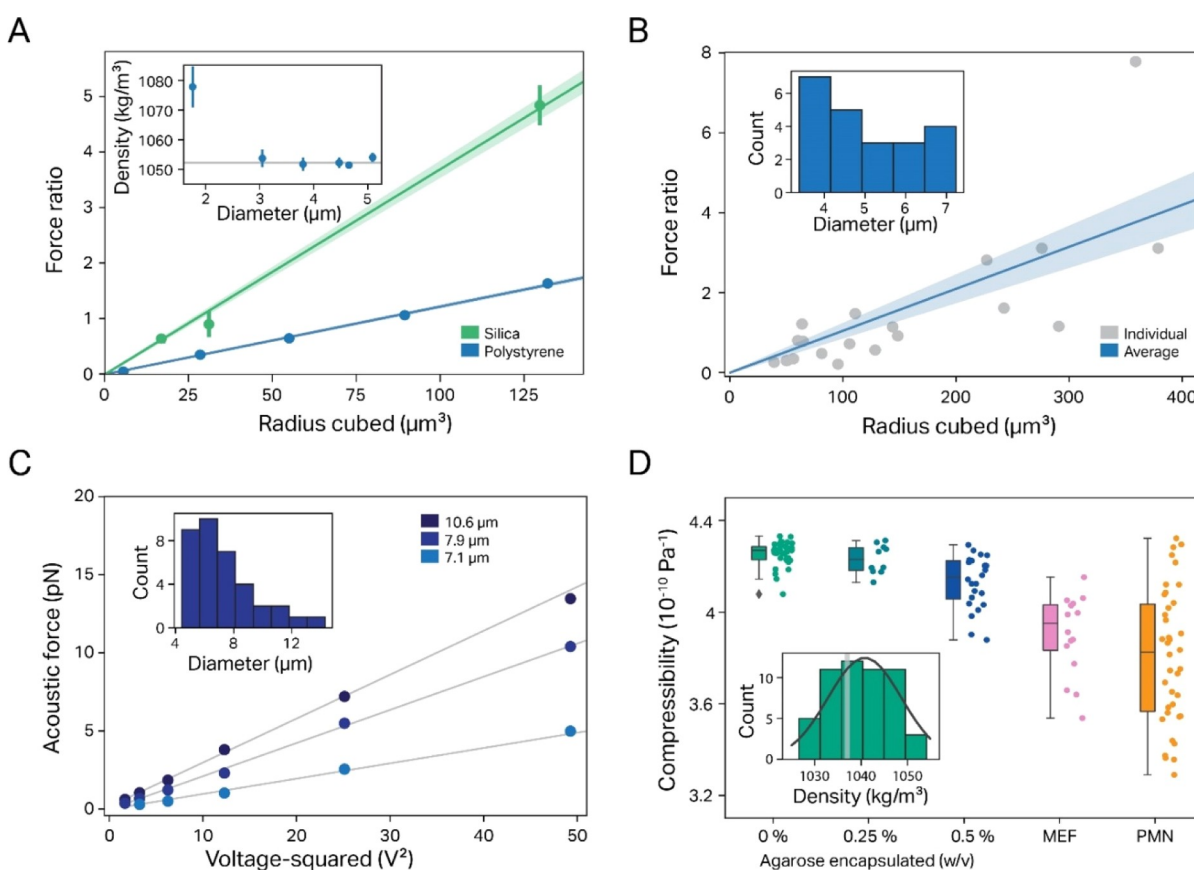 A
Force ratio
5
4
3
2
1
0
0
25
50
75
100
125
Radius cubed (μm³)
Density (kg/m³)
1080
1070
1060
1050
2
3
4
5
Diameter (μm)
Silica
Polystyrene
B
Force ratio
8
6
4
2
0
0
100
200
300
400
Radius cubed (μm³)
Count
6
4
2
0
4
5
6
7
Diameter (μm)
Individual
Average
C
Acoustic force (pN)
20
15
10
5
0
0
10
20
30
40
50
Voltage-squared (V²)
Count
8
4
0
4
8
12
Diameter (μm)
10.6 μm
7.9 μm
7.1 μm
D
Compressibility (10⁻¹⁰ Pa⁻¹)
4.4
4
3.6
3.2
Count
10
5
0
1030
1040
1050
Density (kg/m³)
0 %
0.25 %
0.5 %
MEF
PMN
Agarose encapsulated (w/v)